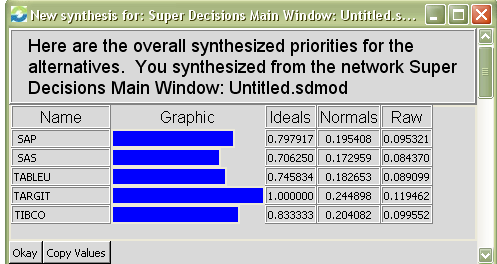 New synthesis for: Super Decisions Main Window: Untitled.s...
Here are the overall synthesized priorities for the
alternatives. You synthesized from the network Super
Decisions Main Window: Untitled.sdmod
Name Graphic Ideals Normals Raw
SAP 0.797917 0.195408 0.095321
SAS 0.706250 0.172959 0.084370
TABLEU 0.745834 0.182653 0.089099
TARGIT 1.000000 0.244898 0.119462
TIBCO 0.833333 0.204082 0.099552
Okay Copy Values